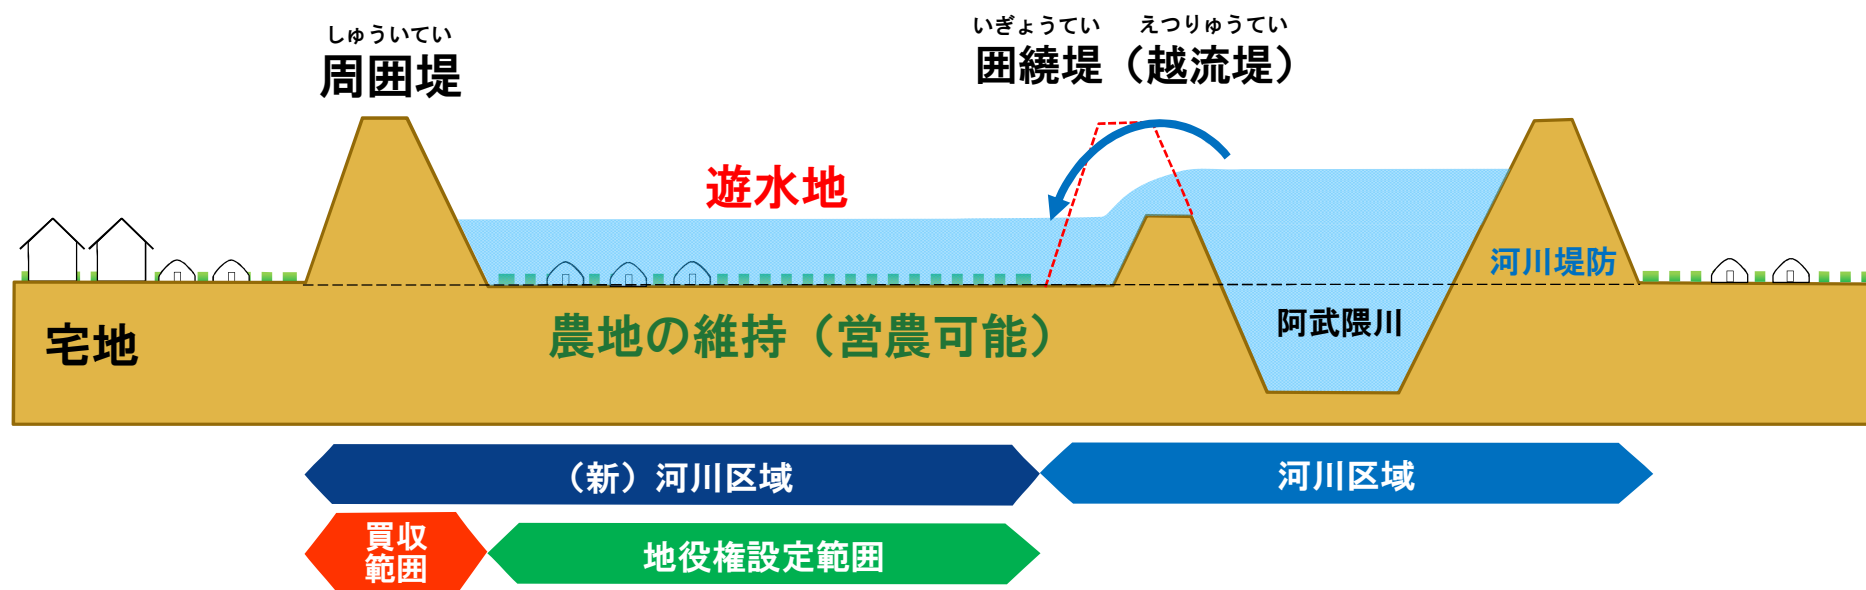 しゅういてい
周囲堤
いぎょうてい えつりゅうてい
囲繞堤（越流堤）
遊水地
河川堤防
宅地
農地の維持（営農可能）
阿武隈川
（新）河川区域
河川区域
買収
範囲
地役権設定範囲